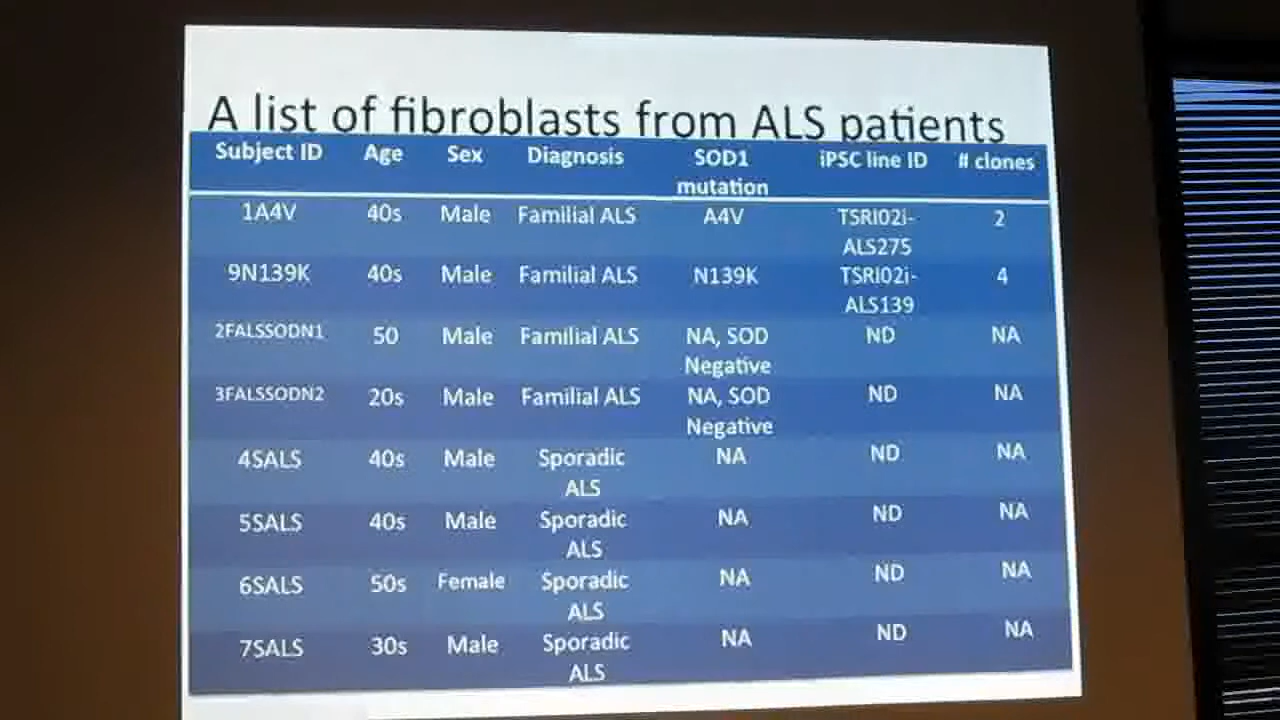 A list of fibroblasts from ALS patients
Subject ID Age Sex Diagnosis SOD1 mutation iPSC line ID # clones
1A4V 40s Male Familial ALS A4V TSRI02i-ALS275 2
9N139K 40s Male Familial ALS N139K TSRI02i-ALS139 4
2FALSSODN1 50 Male Familial ALS NA, SOD Negative ND NA
3FALSSODN2 20s Male Familial ALS NA, SOD Negative ND NA
4SALS 40s Male Sporadic ALS NA ND NA
5SALS 40s Male Sporadic ALS NA ND NA
6SALS 50s Female Sporadic ALS NA ND NA
7SALS 30s Male Sporadic ALS NA ND NA